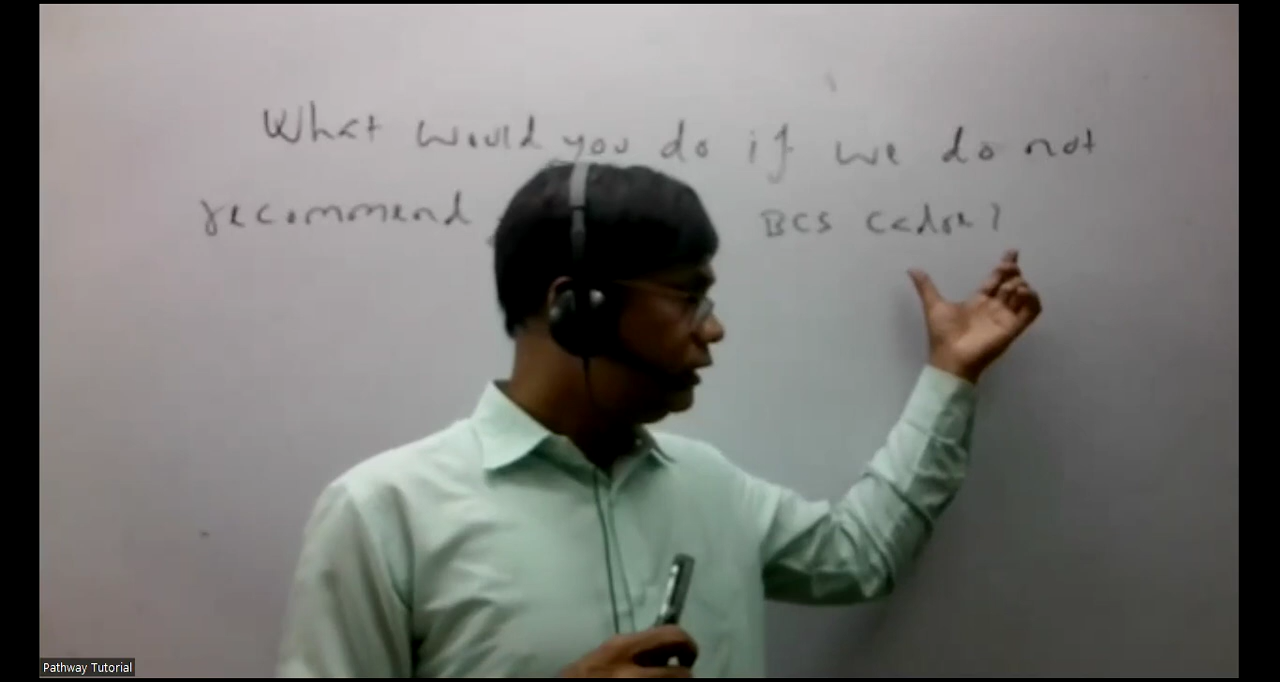 What would you do if we do not
recommend BCS Cadre?
Pathway Tutorial